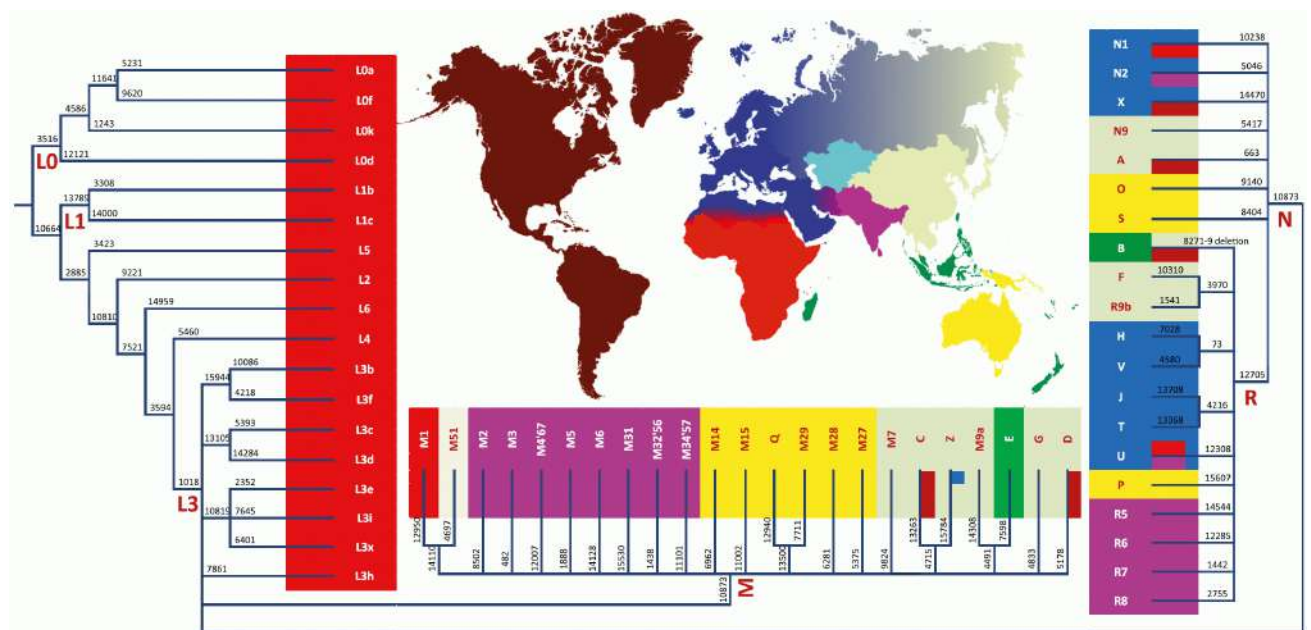 5231
L0a
11641
9620
L0f
4586
1243
L0k
3516
L0
12121
L0d
3308
L1b
13789
L1
14000
L1c
10664
3423
L5
2885
9221
L2
14959
L6
10810
5460
L4
7521
10086
L3b
15944
4218
L3f
3594
5393
L3c
13105
14284
L3d
1018
L3
2352
L3e
10819
7645
L3i
6401
L3x
7861
L3h
M1
M51
M2
M3
M4'67
M5
M6
M31
M32'56
M34'57
M14
M15
Q
M29
M28
M27
M7
C
Z
M9a
E
G
D
12950
4697
14110
8502
482
12007
1888
14128
15530
1438
11101
6962
11002
12940
7711
13500
6281
5375
9824
13263
15784
4715
14308
7598
4491
4833
5178
10873
M
N1
10238
N2
5046
X
14470
N9
5417
A
663
O
9140
10873
N
S
8404
B
8271-9 deletion
F
10310
3970
R9b
1541
H
7028
73
V
4580
12705
R
J
13708
4216
T
13368
U
12308
P
15607
R5
14544
R6
12285
R7
1442
R8
2755